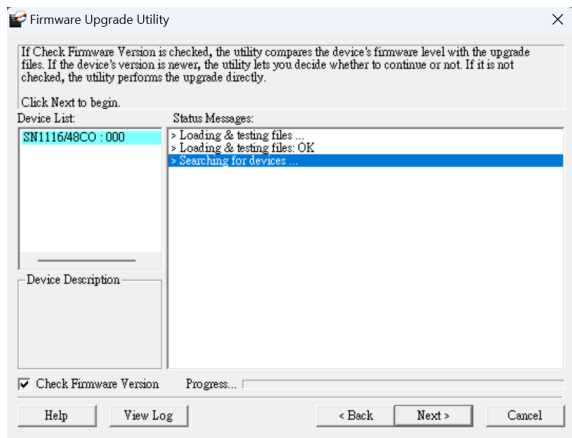 Firmware Upgrade Utility
If Check Firmware Version is checked, the utility compares the device's firmware level with the upgrade
files. If the device's version is newer, the utility lets you decide whether to continue or not. If it is not
checked, the utility performs the upgrade directly.
Click Next to begin.
Device List:
Status Messages:
SN1116/48CO : 000
> Loading & testing files ...
> Loading & testing files: OK
> Searching for devices ...
Device Description
Check Firmware Version
Progress...
Help
View Log
< Back
Next >
Cancel